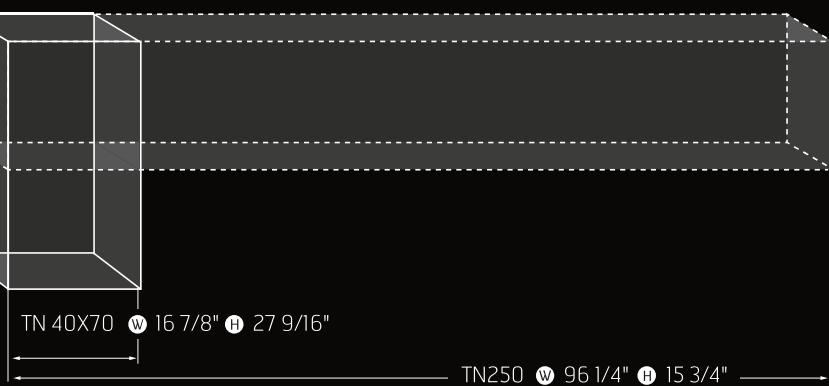 TN 40X70 W 16 7/8" H 27 9/16"
TN250 W 96 1/4" H 15 3/4"